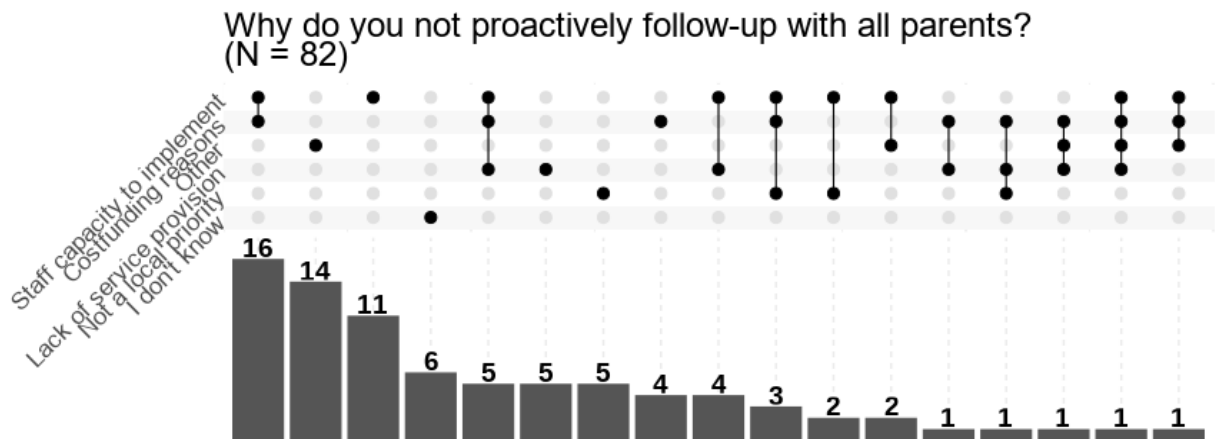 Why do you not proactively follow-up with all parents?
(N = 82)
Staff capacity to implement
Costfunding reasons
Other
Lack of service provision
Not a local priority
I don't know
16
14
11
6
5
5
5
4
4
3
2
2
1
1
1
1
1